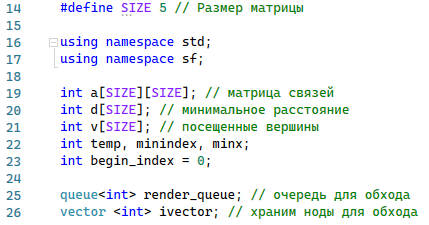 14 #define SIZE 5 // Размер матрицы
15
16 using namespace std;
17 using namespace sf;
18
19 int a[SIZE][SIZE]; // матрица связей
20 int d[SIZE]; // минимальное расстояние
21 int v[SIZE]; // посещенные вершины
22 int temp, minindex, minx;
23 int begin_index = 0;
24
25 queue<int> render_queue; // очередь для обхода
26 vector <int> ivector; // храним ноды для обхода